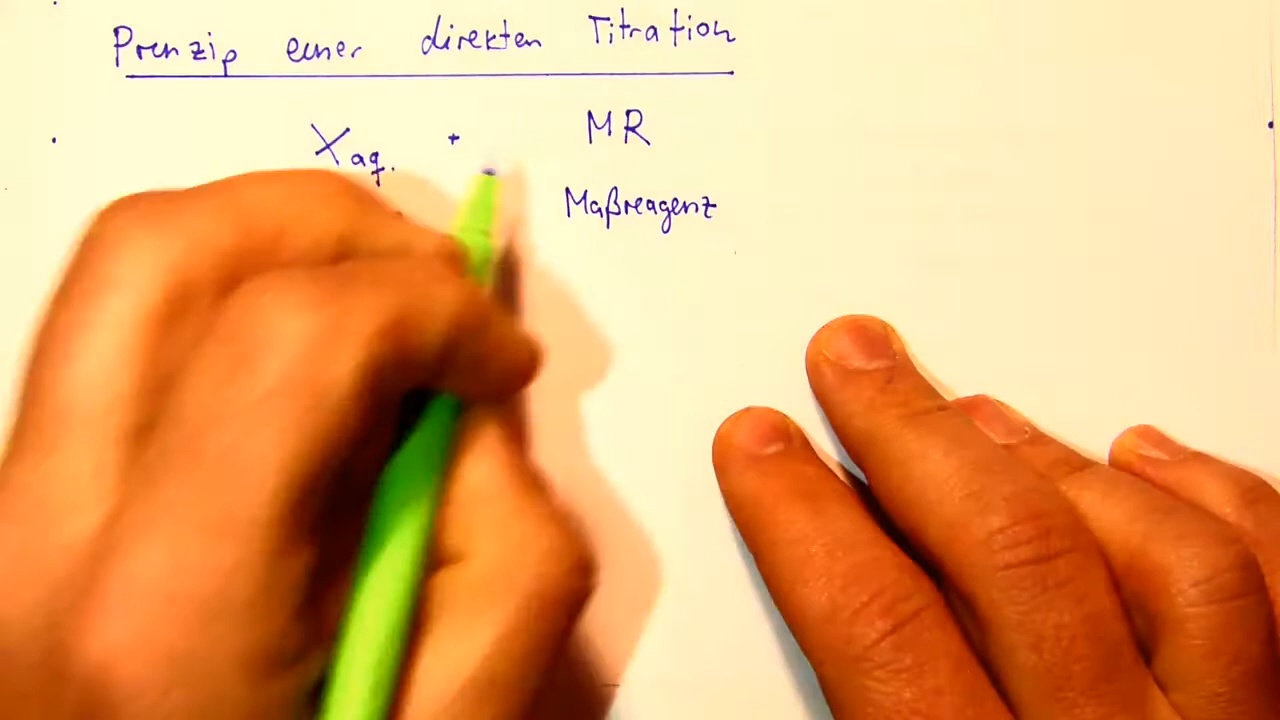 Prinzip einer direkten Titration
Xaq. + MR
Maßreagenz